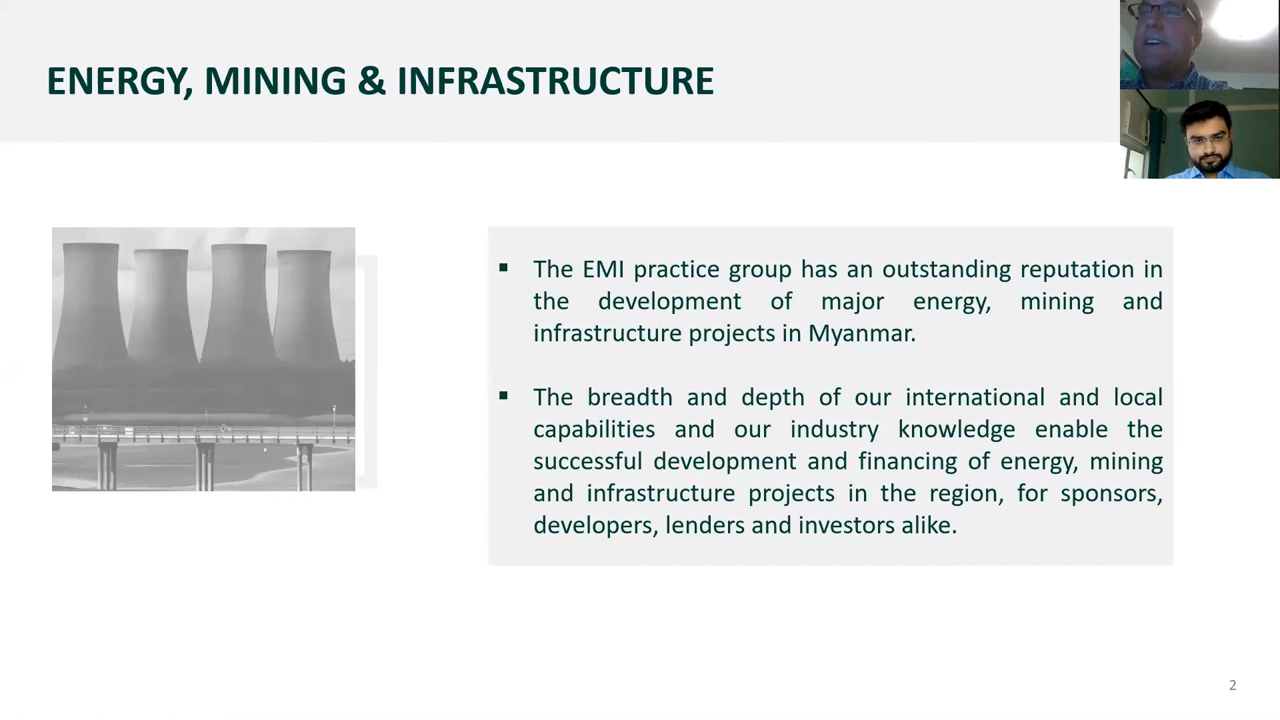 ENERGY, MINING & INFRASTRUCTURE
▪ The EMI practice group has an outstanding reputation in
the development of major energy, mining and
infrastructure projects in Myanmar.
▪ The breadth and depth of our international and local
capabilities and our industry knowledge enable the
successful development and financing of energy, mining
and infrastructure projects in the region, for sponsors,
developers, lenders and investors alike.
2